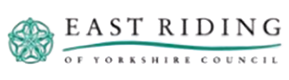 EAST RIDING
OF YORKSHIRE COUNCIL